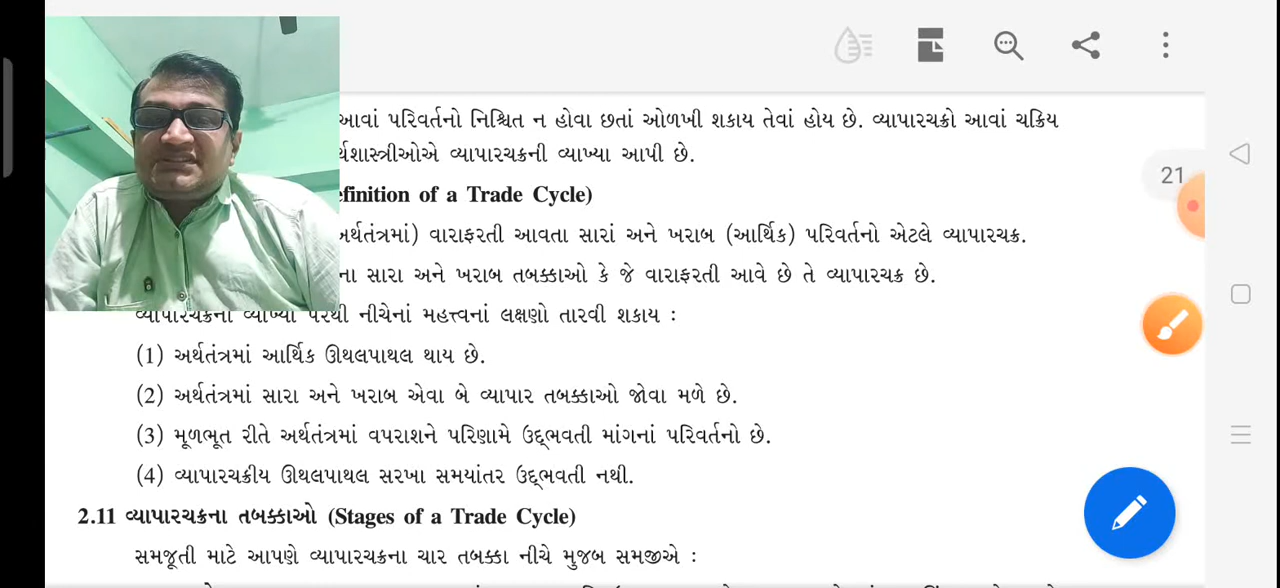 આવાં પરિવર્તનો નિશ્ચિત ન હોવા છતાં ઓળખી શકાય તેવાં હોય છે. વ્યાપારચક્રો આવાં ચક્રિય
ર્થશાસ્ત્રીઓએ વ્યાપારચક્રની વ્યાખ્યા આપી છે.
21
efinition of a Trade Cycle)
અર્થતંત્રમાં) વારાફરતી આવતા સારાં અને ખરાબ (આર્થિક) પરિવર્તનો એટલે વ્યાપારચક્ર.
ના સારા અને ખરાબ તબક્કાઓ કે જે વારાફરતી આવે છે તે વ્યાપારચક્ર છે.
વ્યાપારચક્રની વ્યાખ્યા પરથી નીચેનાં મહત્ત્વનાં લક્ષણો તારવી શકાય :
(1) અર્થતંત્રમાં આર્થિક ઊથલપાથલ થાય છે.
(2) અર્થતંત્રમાં સારા અને ખરાબ એવા બે વ્યાપાર તબક્કાઓ જોવા મળે છે.
(3) મૂળભૂત રીતે અર્થતંત્રમાં વપરાશને પરિણામે ઉદ્ભવતી માંગનાં પરિવર્તનો છે.
(4) વ્યાપારચક્રીય ઊથલપાથલ સરખા સમયાંતર ઉદ્ભવતી નથી.
2.11 વ્યાપારચક્રના તબક્કાઓ (Stages of a Trade Cycle)
સમજૂતી માટે આપણે વ્યાપારચક્રના ચાર તબક્કા નીચે મુજબ સમજીએ :